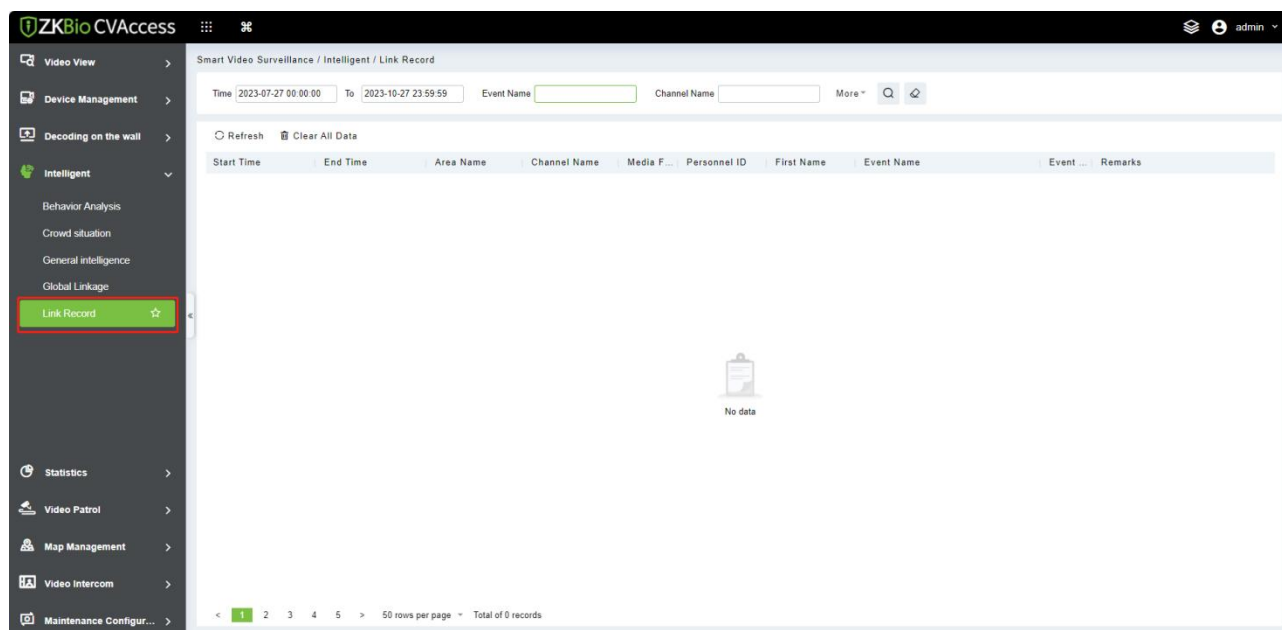 ZKBio CVAccess
admin
Video View
Device Management
Decoding on the wall
Intelligent
Behavior Analysis
Crowd situation
General intelligence
Global Linkage
Link Record
Statistics
Video Patrol
Map Management
Video Intercom
Maintenance Configur...
Smart Video Surveillance / Intelligent / Link Record
Time 2023-07-27 00:00:00 To 2023-10-27 23:59:59 Event Name Channel Name More
Refresh Clear All Data
Start Time End Time Area Name Channel Name Media F... Personnel ID First Name Event Name Event ... Remarks
No data
< 1 2 3 4 5 > 50 rows per page Total of 0 records